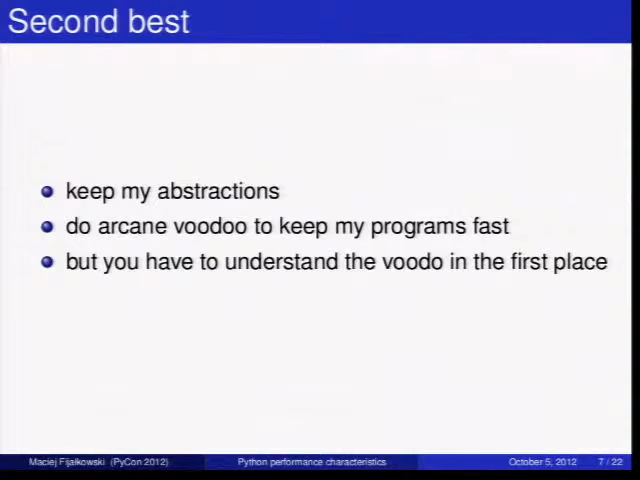 Second best
keep my abstractions
do arcane voodoo to keep my programs fast
but you have to understand the voodo in the first place
Maciej Fijałkowski (PyCon 2012) Python performance characteristics October 5, 2012 7 / 22